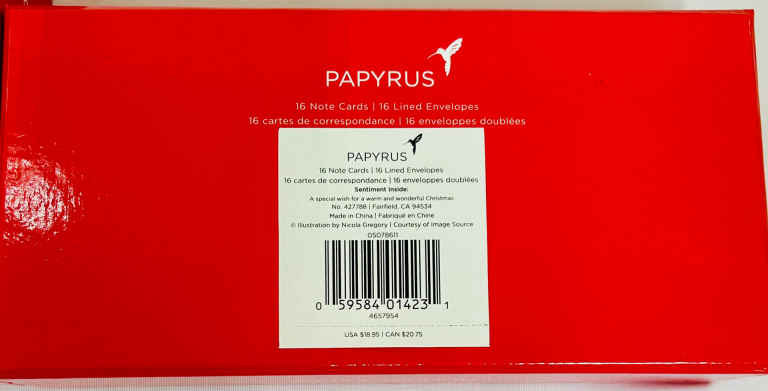 PAPYRUS
16 Note Cards | 16 Lined Envelopes
16 cartes de correspondance | 16 enveloppes doublées
PAPYRUS
16 Note Cards | 16 Lined Envelopes
16 cartes de correspondance | 16 enveloppes doublées
Sentiment Inside:
A special wish for a warm and wonderful Christmas
No. 427788 | Fairfield, CA 94534
Made in China | Fabriqué en Chine
© Illustration by Nicola Gregory | Courtesy of Image Source
05078611
0 59584 01423 1
4657954
USA $18.95 | CAN $20.75